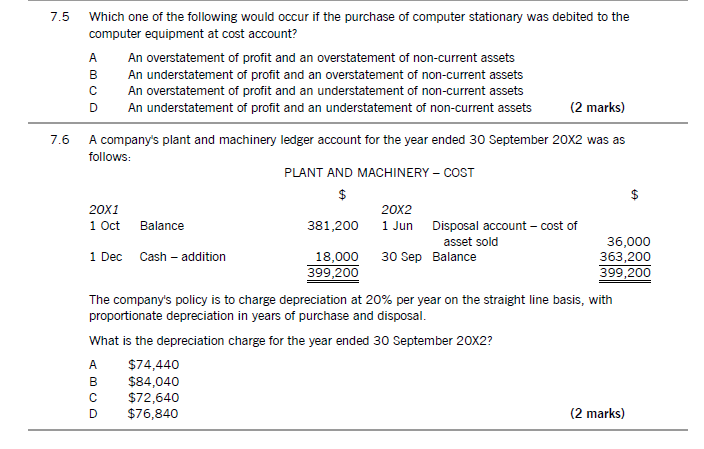 7.5 Which one of the following would occur if the purchase of computer stationary was debited to the
computer equipment at cost account?
A An overstatement of profit and an overstatement of non-current assets
B An understatement of profit and an overstatement of non-current assets
C An overstatement of profit and an understatement of non-current assets
D An understatement of profit and an understatement of non-current assets (2 marks)
7.6 A company's plant and machinery ledger account for the year ended 30 September 20X2 was as
follows:
PLANT AND MACHINERY – COST
$ $
20X1 20X2
1 Oct Balance 381,200 1 Jun Disposal account – cost of
asset sold 36,000
1 Dec Cash – addition 18,000 30 Sep Balance 363,200
399,200 399,200
The company's policy is to charge depreciation at 20% per year on the straight line basis, with
proportionate depreciation in years of purchase and disposal.
What is the depreciation charge for the year ended 30 September 20X2?
A $74,440
B $84,040
C $72,640
D $76,840 (2 marks)